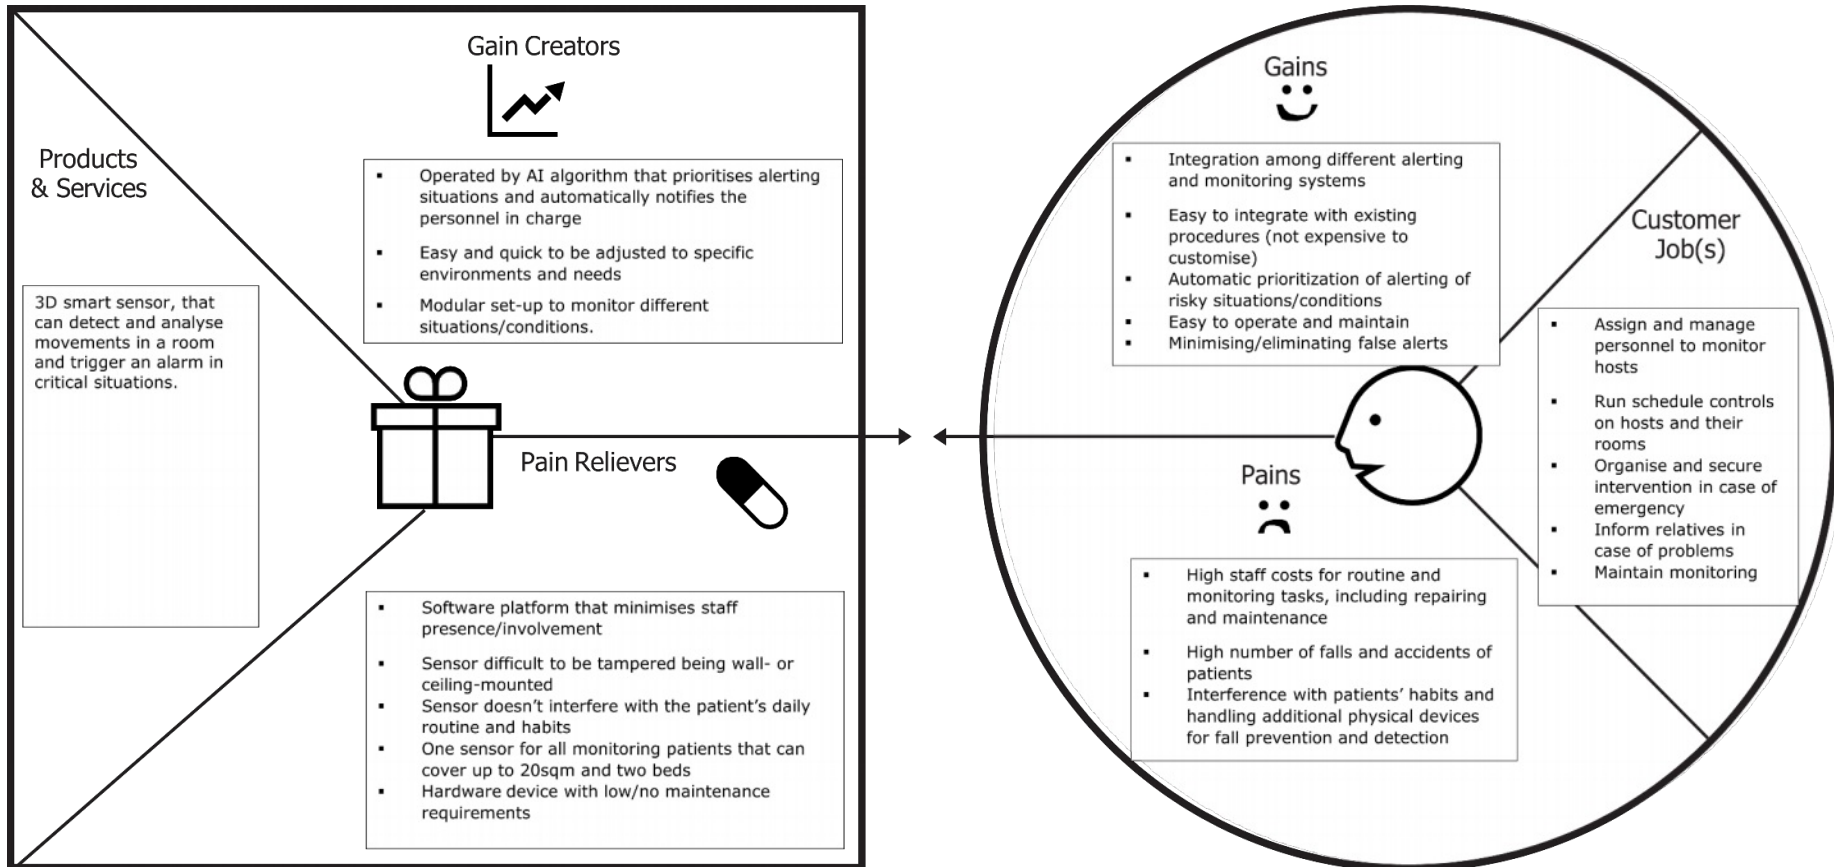 Gain Creators
Products
& Services
▪ Operated by AI algorithm that prioritises alerting
situations and automatically notifies the
personnel in charge
▪ Easy and quick to be adjusted to specific
environments and needs
▪ Modular set-up to monitor different
situations/conditions.
3D smart sensor, that
can detect and analyse
movements in a room
and trigger an alarm in
critical situations.
Pain Relievers
▪ Software platform that minimises staff
presence/involvement
▪ Sensor difficult to be tampered being wall- or
ceiling-mounted
▪ Sensor doesn't interfere with the patient's daily
routine and habits
▪ One sensor for all monitoring patients that can
cover up to 20sqm and two beds
▪ Hardware device with low/no maintenance
requirements
Gains
▪ Integration among different alerting
and monitoring systems
▪ Easy to integrate with existing
procedures (not expensive to
customise)
▪ Automatic prioritization of alerting of
risky situations/conditions
▪ Easy to operate and maintain
▪ Minimising/eliminating false alerts
Customer
Job(s)
▪ Assign and manage
personnel to monitor
hosts
▪ Run schedule controls
on hosts and their
rooms
▪ Organise and secure
intervention in case of
emergency
▪ Inform relatives in
case of problems
▪ Maintain monitoring
Pains
▪ High staff costs for routine and
monitoring tasks, including repairing
and maintenance
▪ High number of falls and accidents of
patients
▪ Interference with patients' habits and
handling additional physical devices
for fall prevention and detection